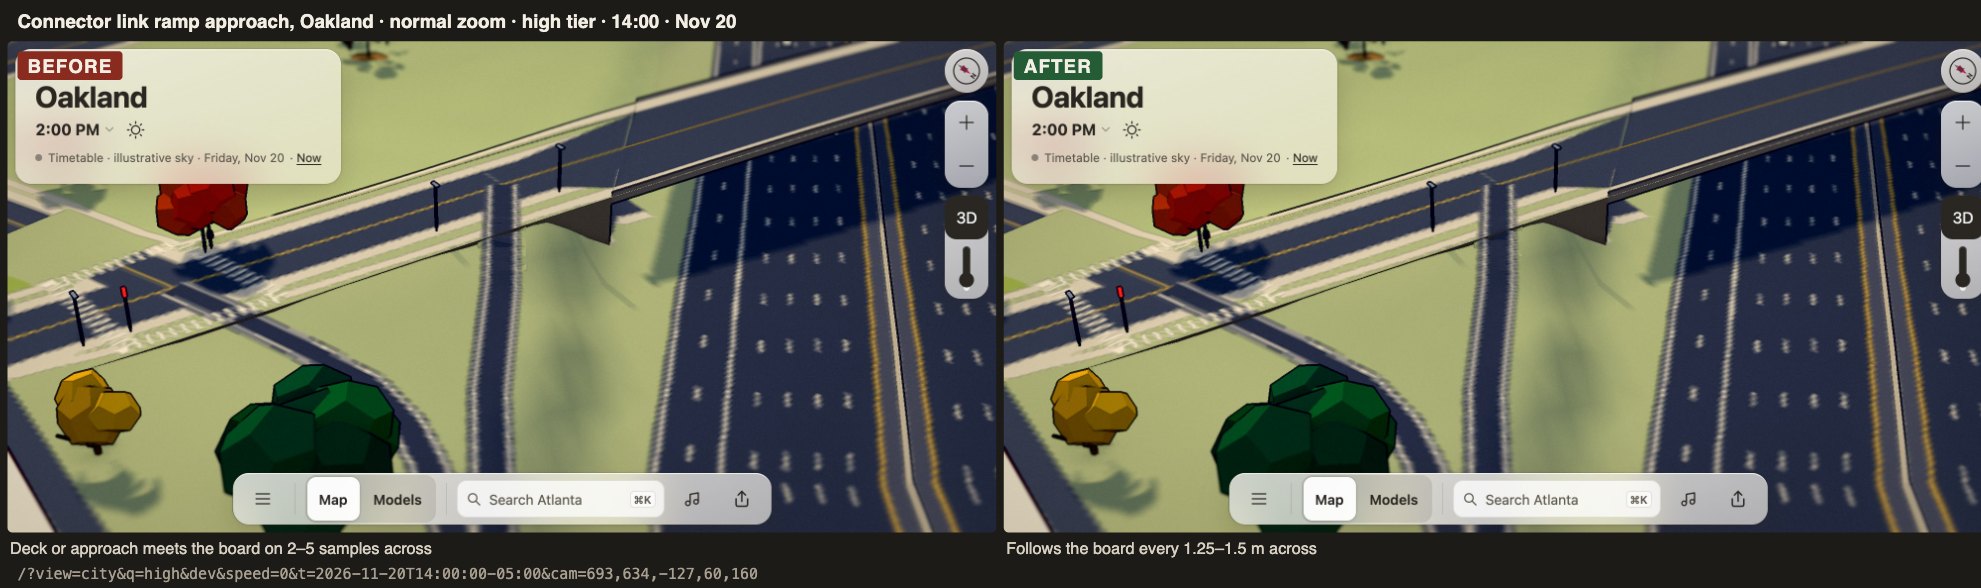 Connector link ramp approach, Oakland · normal zoom · high tier · 14:00 · Nov 20
BEFORE
Oakland
2:00 PM
Timetable · illustrative sky · Friday, Nov 20 · Now
+
−
3D
Map
Models
Search Atlanta
⌘K
AFTER
Oakland
2:00 PM
Timetable · illustrative sky · Friday, Nov 20 · Now
+
−
3D
Map
Models
Search Atlanta
⌘K
Deck or approach meets the board on 2–5 samples across
Follows the board every 1.25–1.5 m across
/?view=city&q=high&dev&speed=0&t=2026-11-20T14:00:00-05:00&cam=693,634,-127,60,160